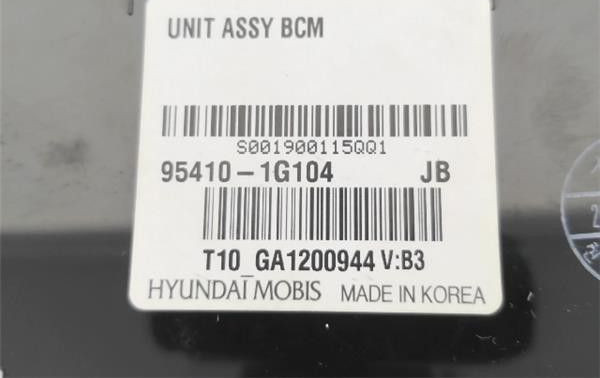 UNIT ASSY BCM
S001900115QQ1
95410-1G104 JB
T10_GA1200944 V:B3
HYUNDAI MOBIS MADE IN KOREA